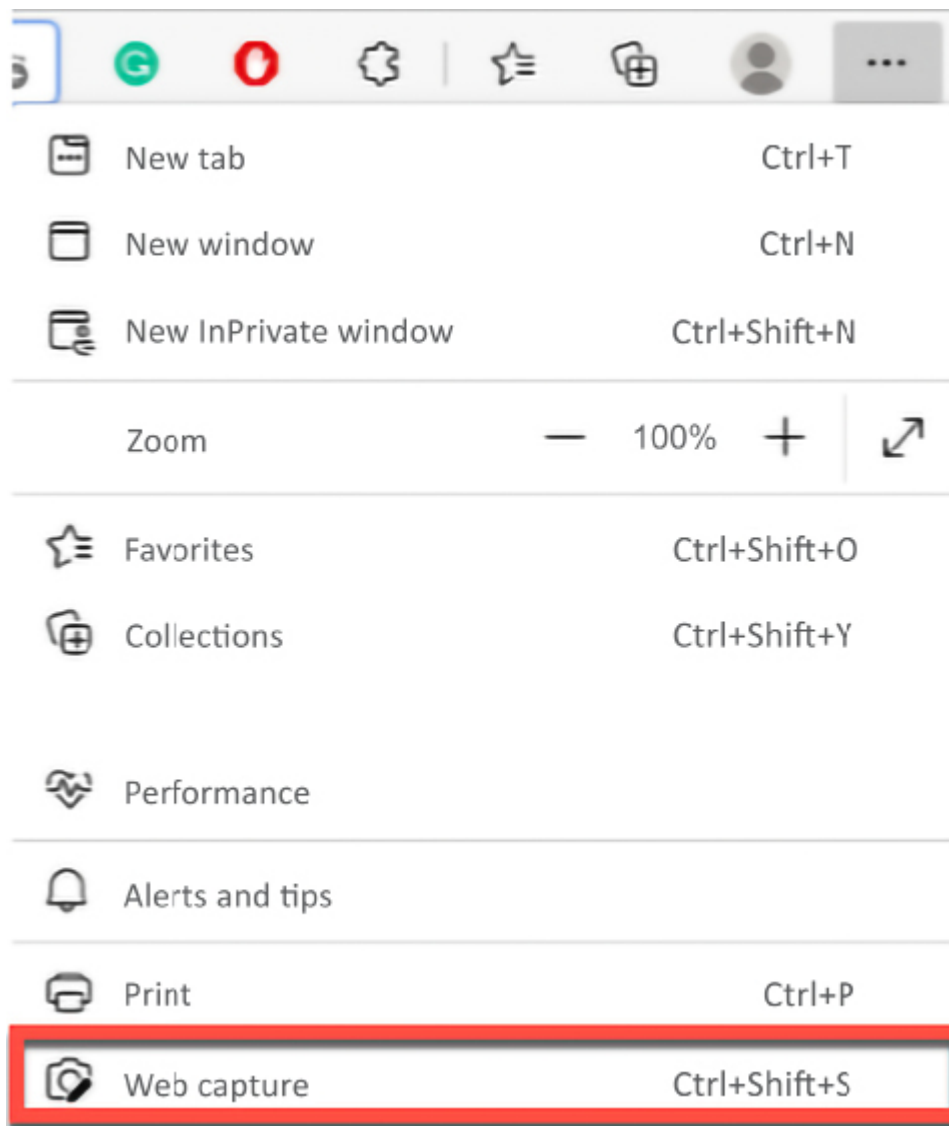 G
...
New tab Ctrl+T
New window Ctrl+N
New InPrivate window Ctrl+Shift+N
Zoom — 100% +
Favorites Ctrl+Shift+O
Collections Ctrl+Shift+Y
Performance
Alerts and tips
Print Ctrl+P
Web capture Ctrl+Shift+S